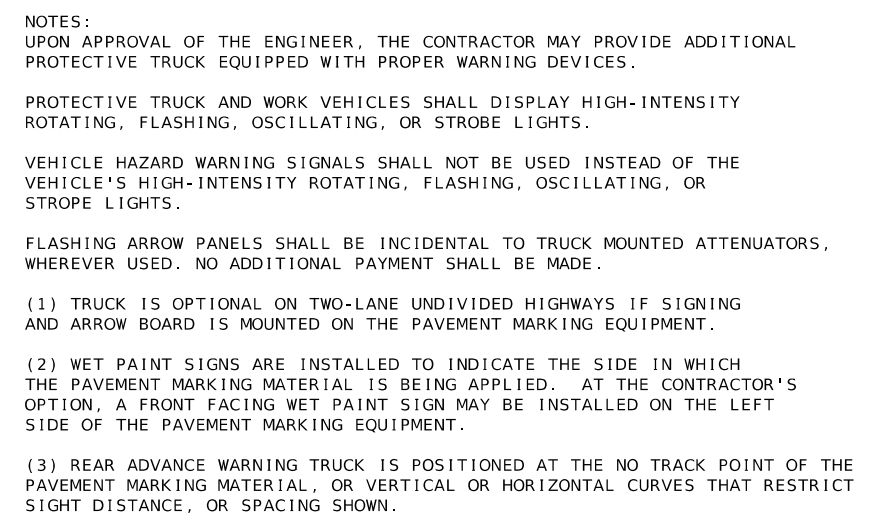 NOTES:
UPON APPROVAL OF THE ENGINEER, THE CONTRACTOR MAY PROVIDE ADDITIONAL
PROTECTIVE TRUCK EQUIPPED WITH PROPER WARNING DEVICES.
PROTECTIVE TRUCK AND WORK VEHICLES SHALL DISPLAY HIGH-INTENSITY
ROTATING, FLASHING, OSCILLATING, OR STROBE LIGHTS.
VEHICLE HAZARD WARNING SIGNALS SHALL NOT BE USED INSTEAD OF THE
VEHICLE'S HIGH-INTENSITY ROTATING, FLASHING, OSCILLATING, OR
STROPE LIGHTS.
FLASHING ARROW PANELS SHALL BE INCIDENTAL TO TRUCK MOUNTED ATTENUATORS,
WHEREVER USED. NO ADDITIONAL PAYMENT SHALL BE MADE.
(1) TRUCK IS OPTIONAL ON TWO-LANE UNDIVIDED HIGHWAYS IF SIGNING
AND ARROW BOARD IS MOUNTED ON THE PAVEMENT MARKING EQUIPMENT.
(2) WET PAINT SIGNS ARE INSTALLED TO INDICATE THE SIDE IN WHICH
THE PAVEMENT MARKING MATERIAL IS BEING APPLIED.  AT THE CONTRACTOR'S
OPTION, A FRONT FACING WET PAINT SIGN MAY BE INSTALLED ON THE LEFT
SIDE OF THE PAVEMENT MARKING EQUIPMENT.
(3) REAR ADVANCE WARNING TRUCK IS POSITIONED AT THE NO TRACK POINT OF THE
PAVEMENT MARKING MATERIAL, OR VERTICAL OR HORIZONTAL CURVES THAT RESTRICT
SIGHT DISTANCE, OR SPACING SHOWN.